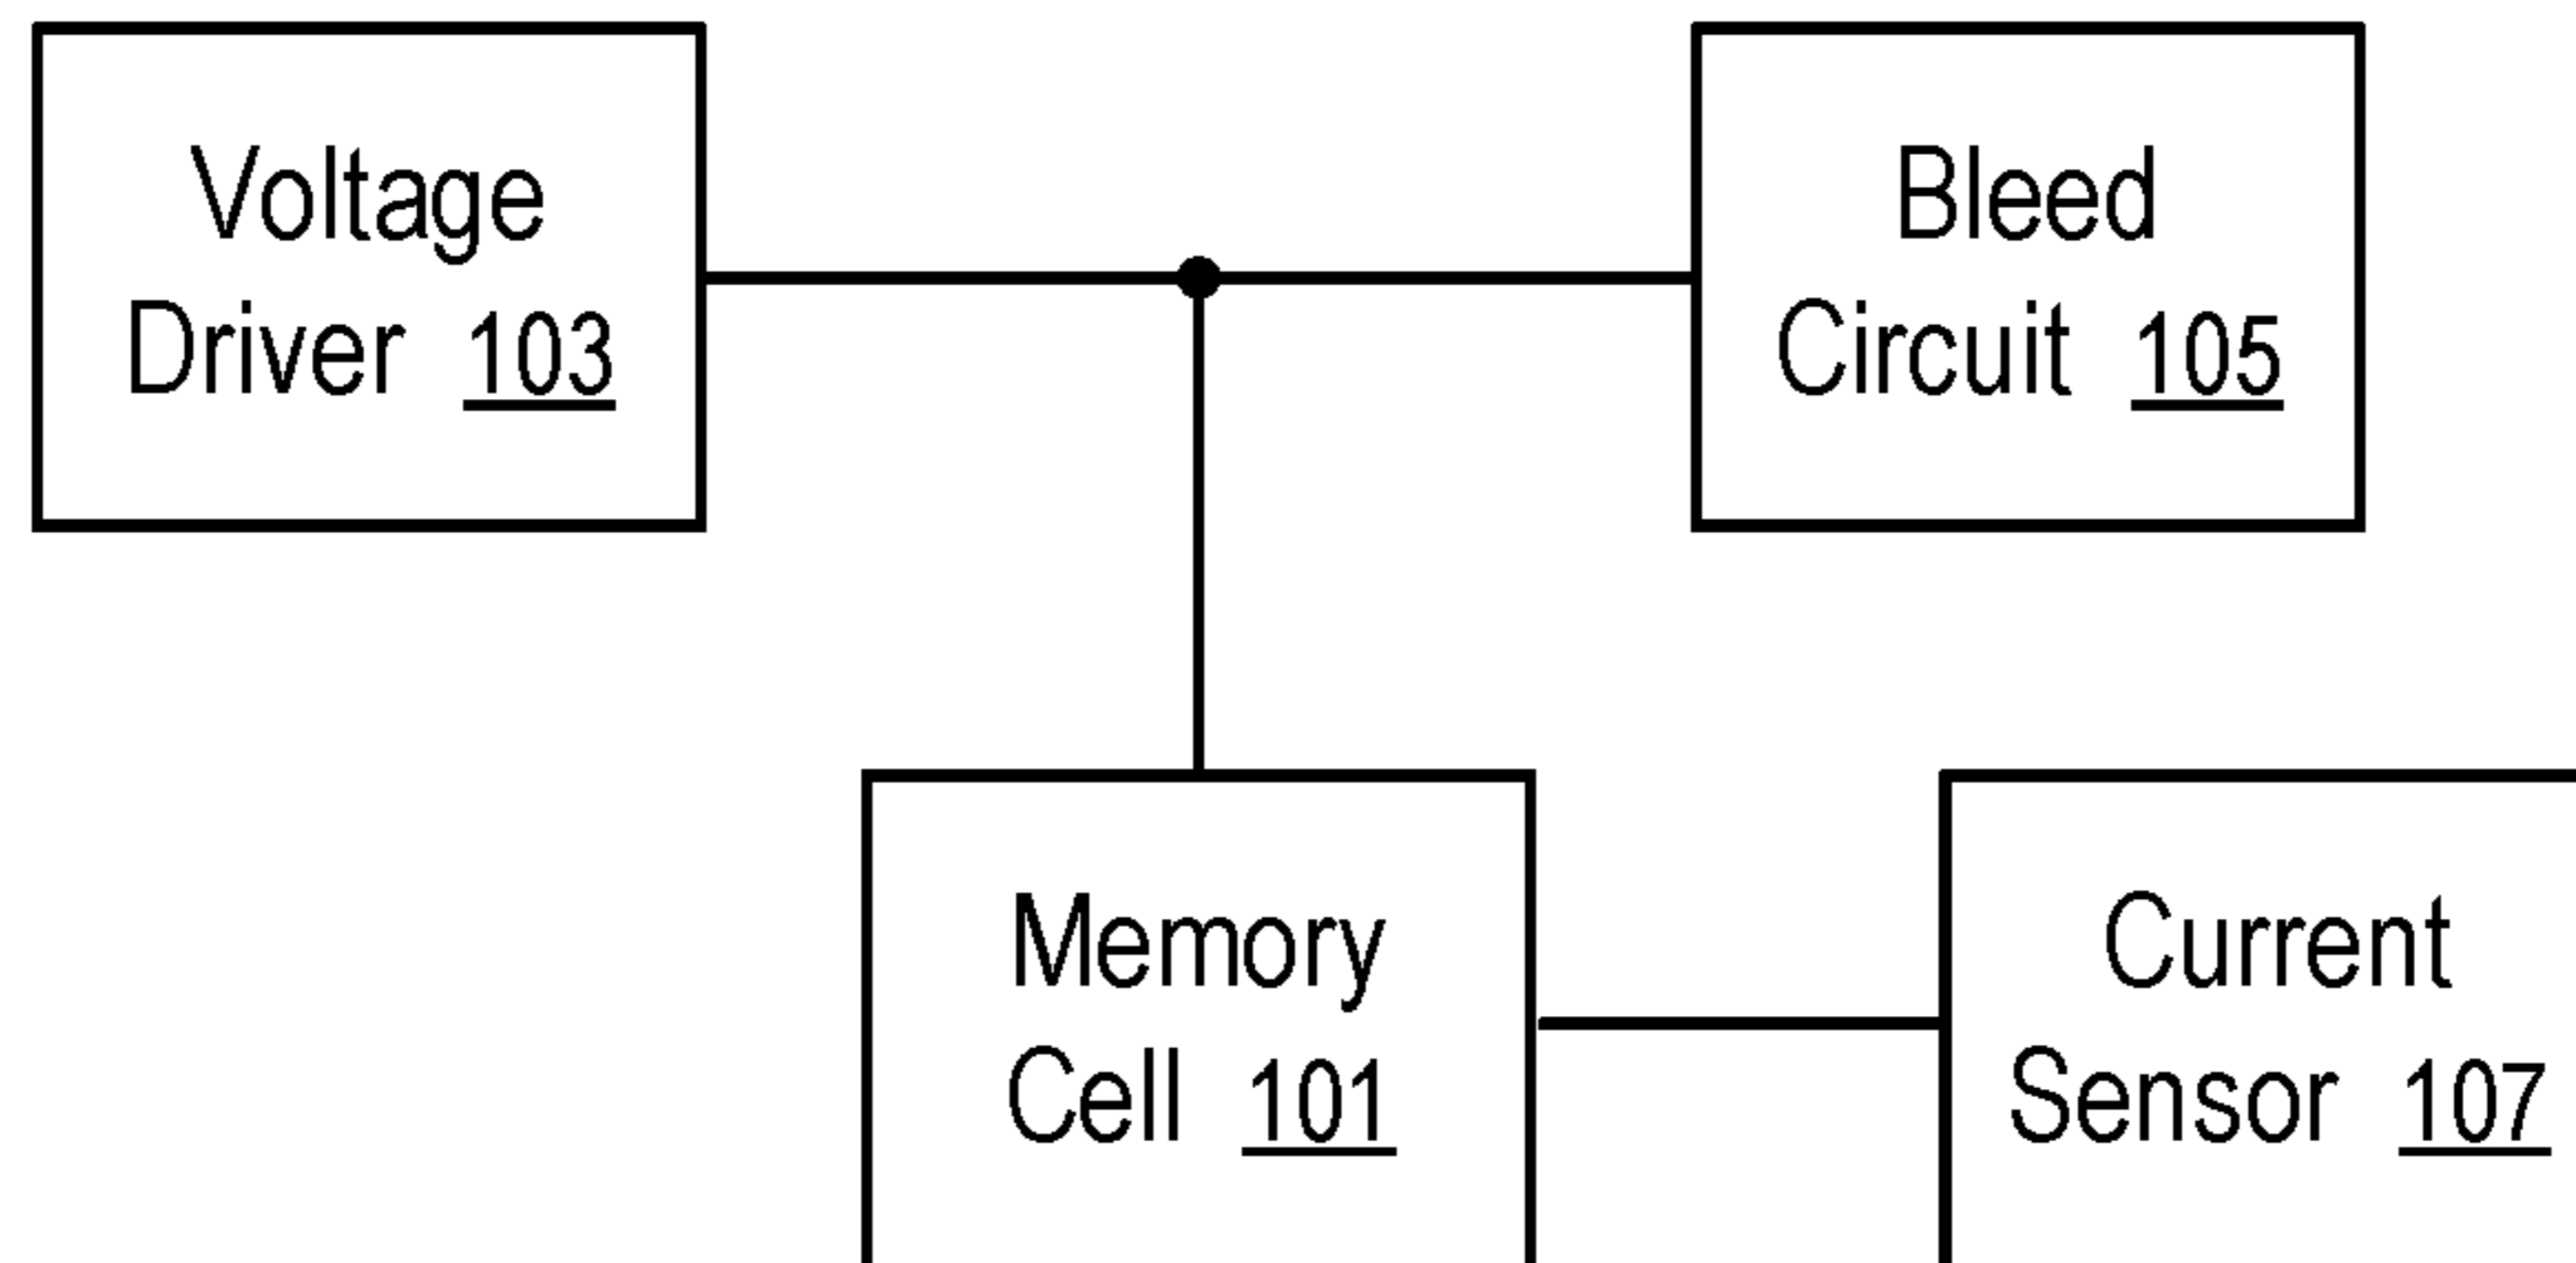 Voltage
Driver 103
Bleed
Circuit 105
Memory
Cell 101
Current
Sensor 107